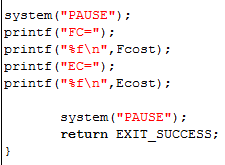 system("PAUSE");
printf("FC=");
printf("%f\n",Fcost);
printf("EC=");
printf("%f\n",Ecost);
system("PAUSE");
return EXIT_SUCCESS;
}